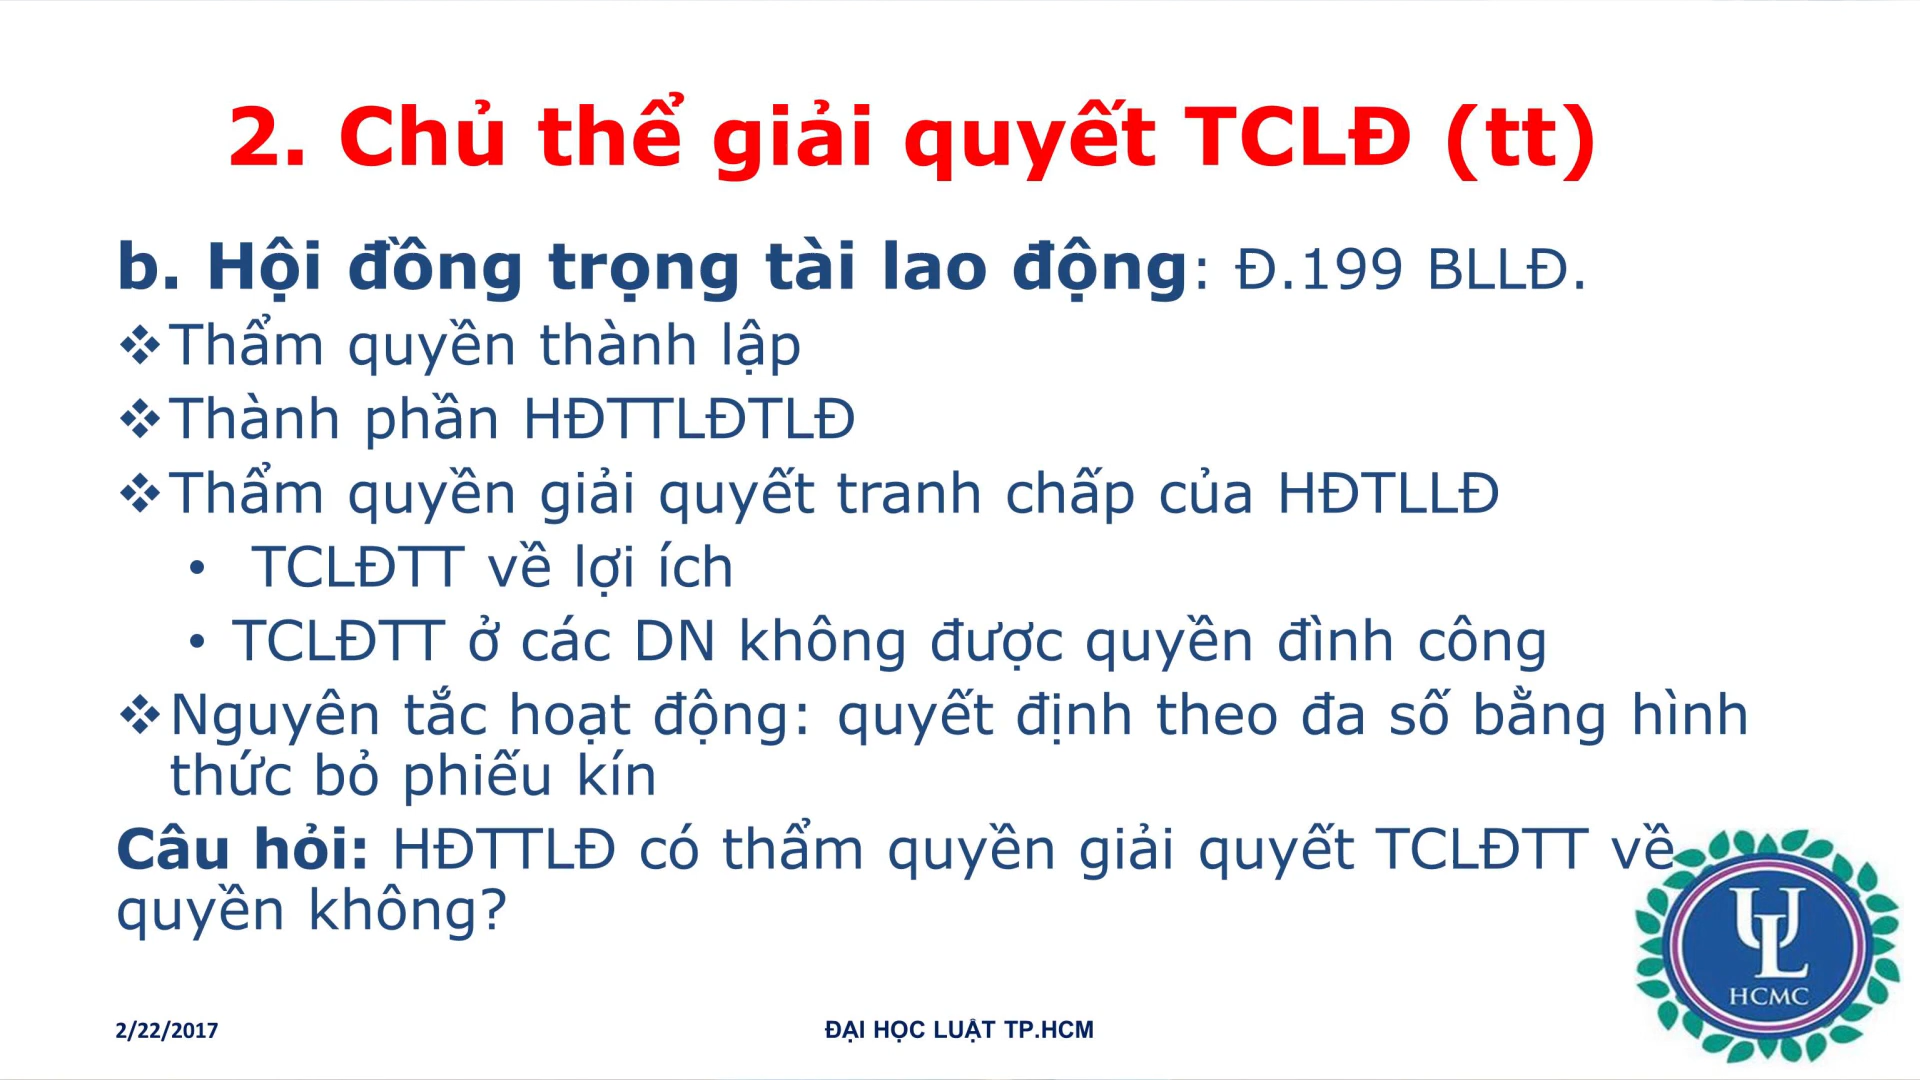 2. Chủ thể giải quyết TCLĐ (tt)
b. Hội đồng trọng tài lao động: Đ.199 BLLĐ.
❖Thẩm quyền thành lập
❖Thành phần HĐTTLĐTLĐ
❖Thẩm quyền giải quyết tranh chấp của HĐTLLĐ
• TCLĐTT về lợi ích
• TCLĐTT ở các DN không được quyền đình công
❖Nguyên tắc hoạt động: quyết định theo đa số bằng hình
thức bỏ phiếu kín
Câu hỏi: HĐTTLĐ có thẩm quyền giải quyết TCLĐTT về
quyền không?
UL
HCMC
2/22/2017
ĐẠI HỌC LUẬT TP.HCM